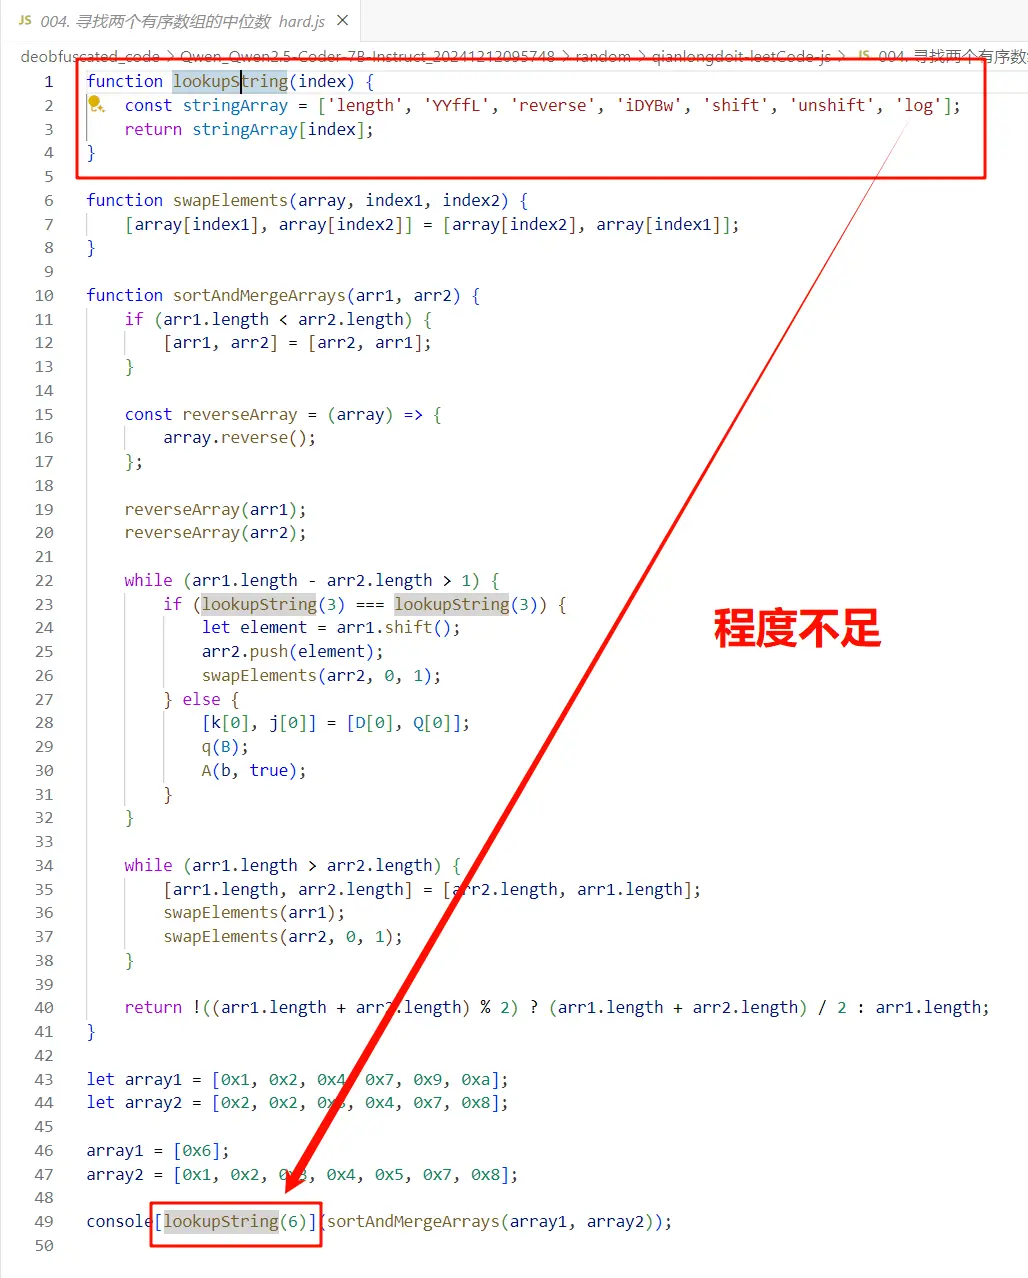 JS 004. 寻找两个有序数组的中位数 hard.js ×
deobfuscated_code > Qwen_Qwen2.5-Coder-7B-Instruct_20241212095748 > random > qianlongdoit-leetCode-js > JS 004. 寻找两个有序数
1 function lookupString(index) {
2 const stringArray = ['length', 'YYffL', 'reverse', 'iDYBw', 'shift', 'unshift', 'log'];
3 return stringArray[index];
4 }
5
6 function swapElements(array, index1, index2) {
7 [array[index1], array[index2]] = [array[index2], array[index1]];
8 }
9
10 function sortAndMergeArrays(arr1, arr2) {
11 if (arr1.length < arr2.length) {
12 [arr1, arr2] = [arr2, arr1];
13 }
14
15 const reverseArray = (array) => {
16 array.reverse();
17 };
18
19 reverseArray(arr1);
20 reverseArray(arr2);
21
22 while (arr1.length - arr2.length > 1) {
23 if (lookupString(3) === lookupString(3)) {
程度不足
24 let element = arr1.shift();
25 arr2.push(element);
26 swapElements(arr2, 0, 1);
27 } else {
28 [k[0], j[0]] = [D[0], Q[0]];
29 q(B);
30 A(b, true);
31 }
32 }
33
34 while (arr1.length > arr2.length) {
35 [arr1.length, arr2.length] = [arr2.length, arr1.length];
36 swapElements(arr1);
37 swapElements(arr2, 0, 1);
38 }
39
40 return !((arr1.length + arr2.length) % 2) ? (arr1.length + arr2.length) / 2 : arr1.length;
41 }
42
43 let array1 = [0x1, 0x2, 0x4, 0x7, 0x9, 0xa];
44 let array2 = [0x2, 0x2, 0x3, 0x4, 0x7, 0x8];
45
46 array1 = [0x6];
47 array2 = [0x1, 0x2, 0x3, 0x4, 0x5, 0x7, 0x8];
48
49 console[lookupString(6)](sortAndMergeArrays(array1, array2));
50